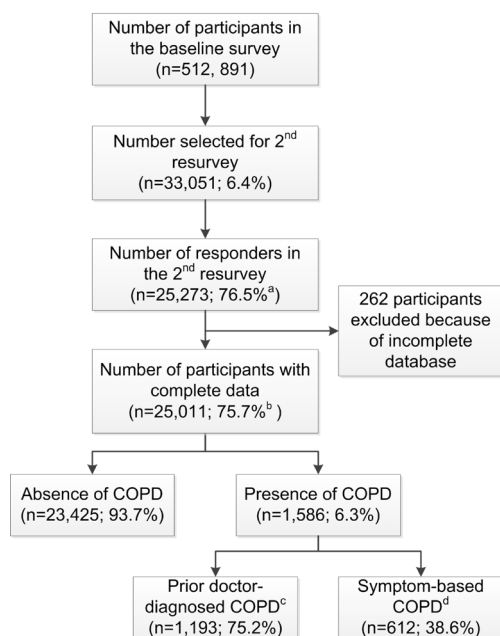 Number of participants in
the baseline survey
(n=512, 891)
Number selected for 2nd
resurvey
(n=33,051; 6.4%)
Number of responders in
the 2nd resurvey
(n=25,273; 76.5%a)
262 participants
excluded because
of incomplete
database
Number of participants with
complete data
(n=25,011; 75.7%b )
Absence of COPD
(n=23,425; 93.7%)
Presence of COPD
(n=1,586; 6.3%)
Prior doctor-
diagnosed COPDc
(n=1,193; 75.2%)
Symptom-based
COPDd
(n=612; 38.6%)